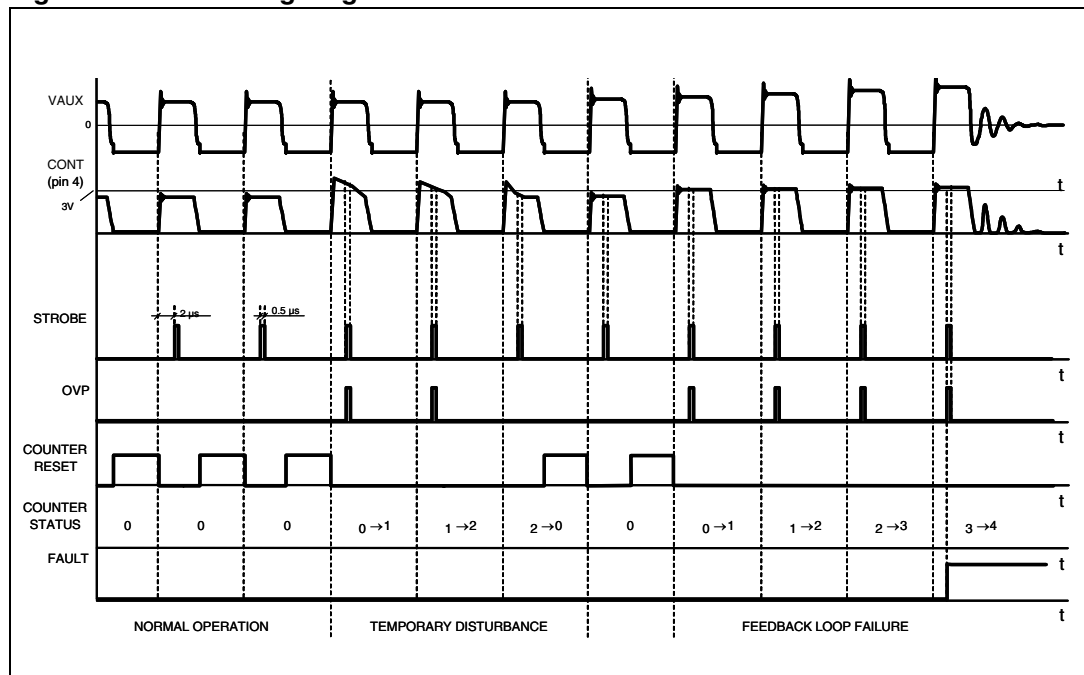 VAUX
0
CONT
(pin 4)
t
3V
t
2 µs
0.5 µs
STROBE
t
OVP
t
COUNTER
RESET
t
COUNTER
STATUS
0
0
0
0→1
1→2
2→0
0
0→1
1→2
2→3
3→4
FAULT
t
t
NORMAL OPERATION
TEMPORARY DISTURBANCE
FEEDBACK LOOP FAILURE